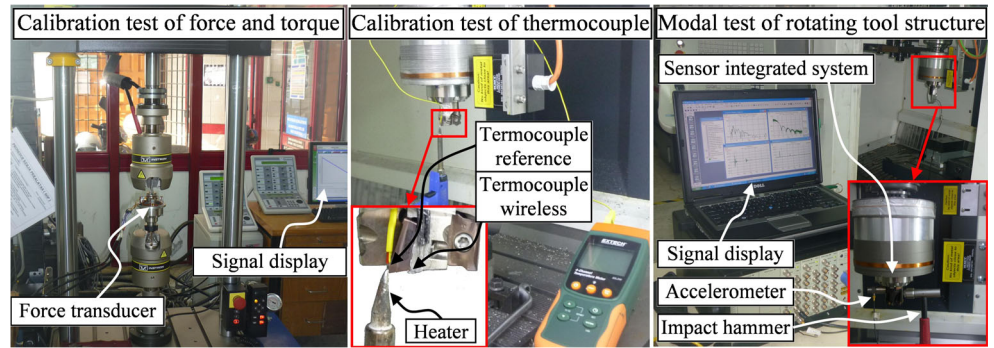 Calibration test of force and torque
Signal display
Force transducer
Calibration test of thermocouple
Termocouple
reference
Termocouple
wireless
EXTECH
Heater
Modal test of rotating tool structure
Sensor integrated system
DELL
Signal display
Accelerometer
Impact hammer